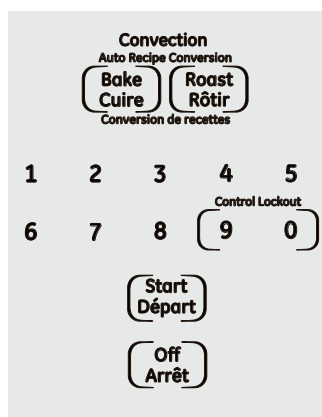 Convection
Auto Recipe Conversion
Bake Roast
Cuire Rôtir
Conversion de recettes
1 2 3 4 5
Control Lockout
6 7 8 9 0
Start
Départ
Off
Arrêt